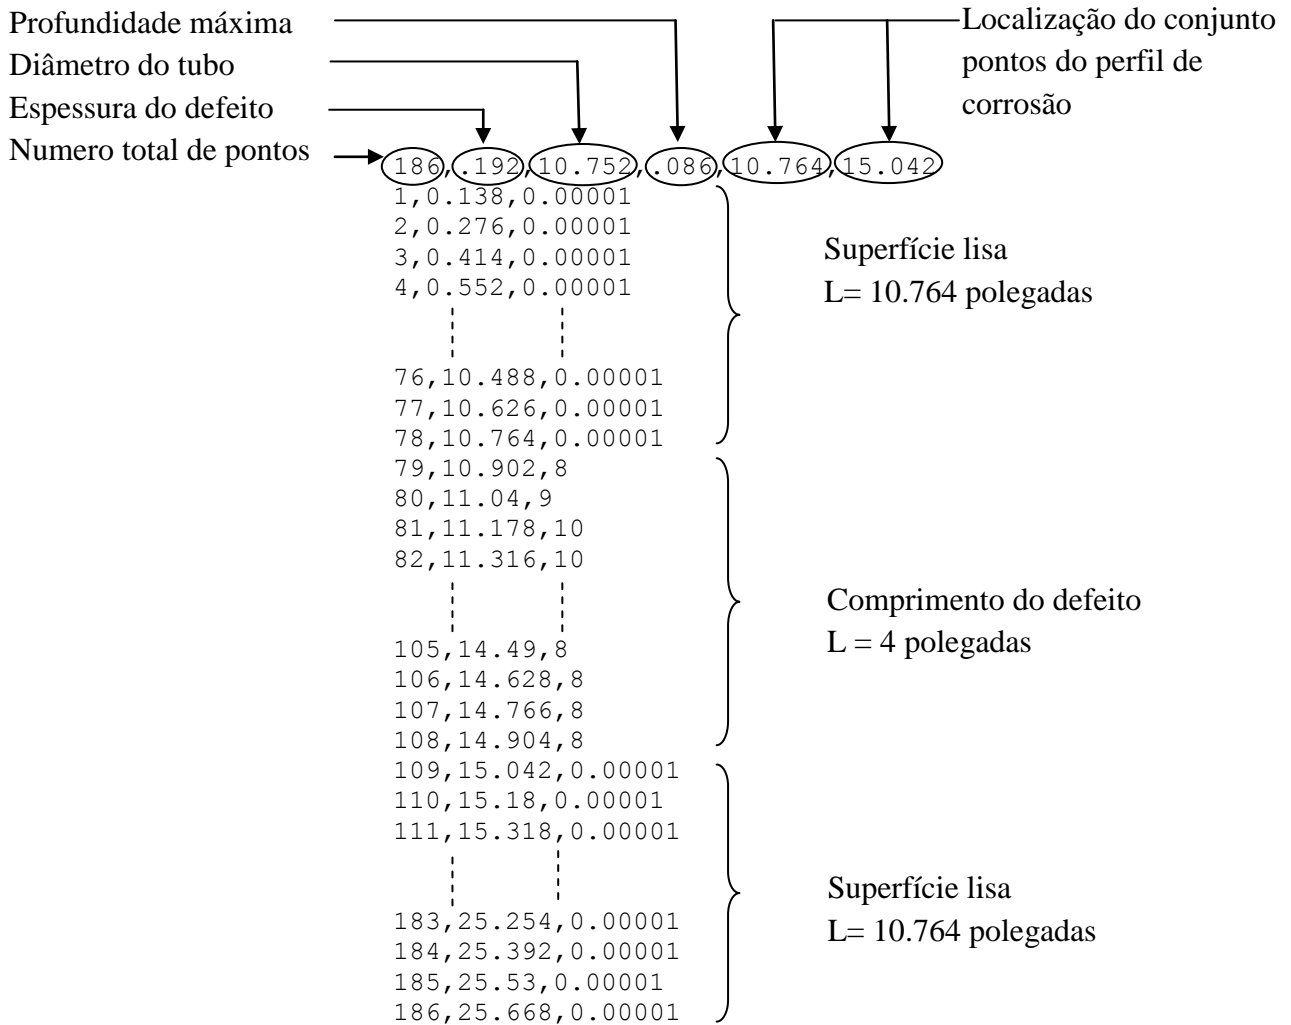 Profundidade máxima
Diâmetro do tubo
Espessura do defeito
Numero total de pontos
Localização do conjunto
pontos do perfil de
corrosão
186,.192,10.752,.086,10.764,15.042
1,0.138,0.00001
2,0.276,0.00001
3,0.414,0.00001
4,0.552,0.00001
Superfície lisa
L= 10.764 polegadas
76,10.488,0.00001
77,10.626,0.00001
78,10.764,0.00001
79,10.902,8
80,11.04,9
81,11.178,10
82,11.316,10
Comprimento do defeito
L = 4 polegadas
105,14.49,8
106,14.628,8
107,14.766,8
108,14.904,8
109,15.042,0.00001
110,15.18,0.00001
111,15.318,0.00001
Superfície lisa
L= 10.764 polegadas
183,25.254,0.00001
184,25.392,0.00001
185,25.53,0.00001
186,25.668,0.00001